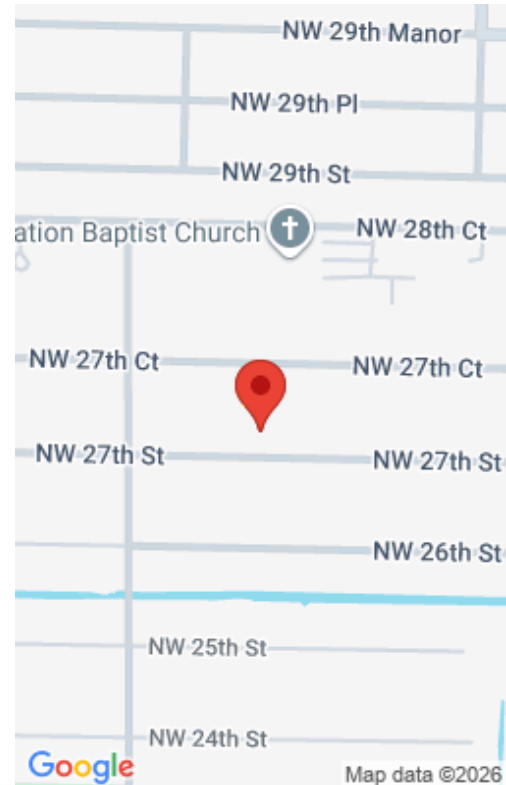 NW 29th Manor
NW 29th Pl
NW 29th St
ation Baptist Church
NW 28th Ct
NW 27th Ct
NW 27th Ct
NW 27th St
NW 27th St
NW 26th St
NW 25th St
NW 24th St
Google
Map data ©2026